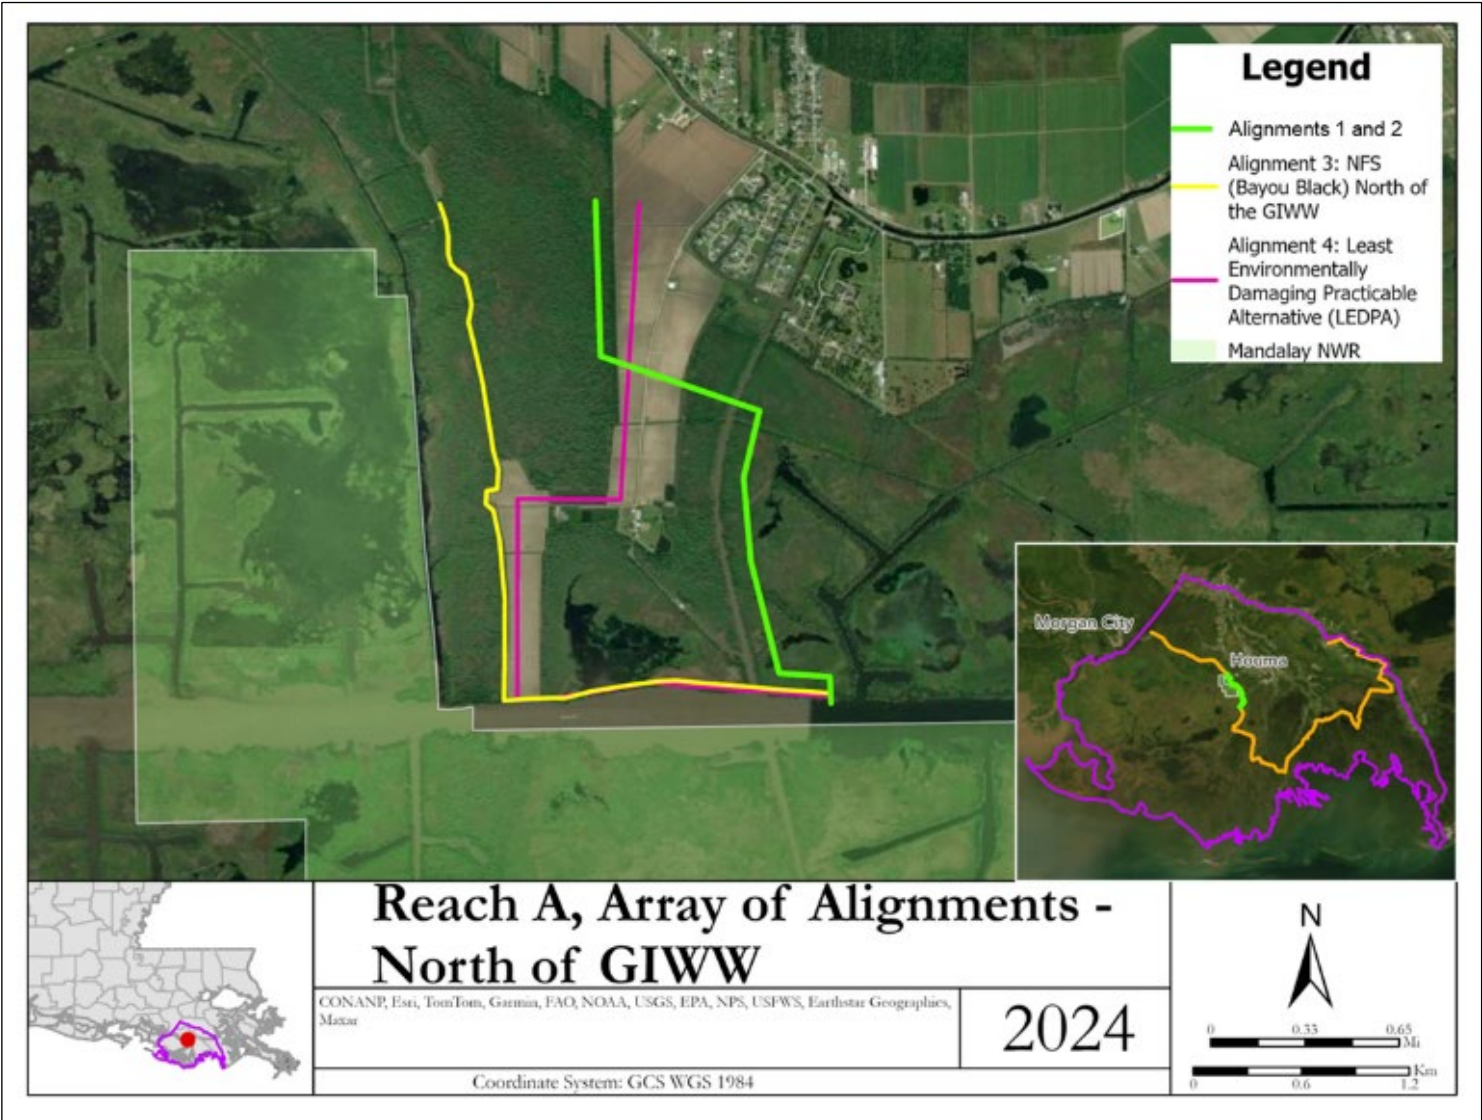 Legend
Alignments 1 and 2
Alignment 3: NFS
(Bayou Black) North of
the GIWW
Alignment 4: Least
Environmentally
Damaging Practicable
Alternative (LEDPA)
Mandalay NWR
Morgan City
Houma
Reach A, Array of Alignments -
North of GIWW
CONANP, Esri, TomTom, Garmin, FAO, NOAA, USGS, EPA, NPS, USFWS, Earthstar Geographics,
Maxar
2024
Coordinate System: GCS WGS 1984
N
0 0.33 0.65
Mi
Km
0 0.6 1.2